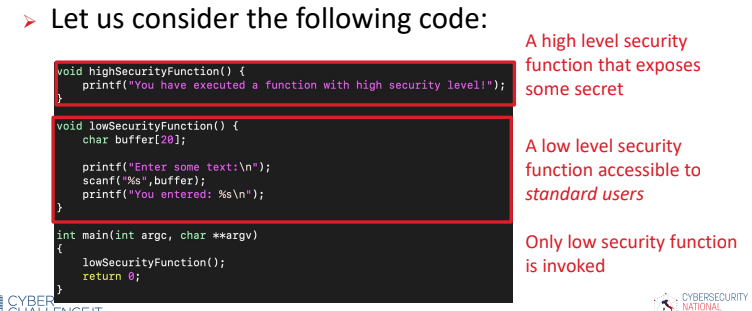 ➢ Let us consider the following code:
void highSecurityFunction() {
    printf("You have executed a function with high security level!");
}
A high level security
function that exposes
some secret
void lowSecurityFunction() {
    char buffer[20];

    printf("Enter some text:\n");
    scanf("%s",buffer);
    printf("You entered: %s\n");
}
A low level security
function accessible to
standard users
int main(int argc, char **argv)
{
    lowSecurityFunction();
    return 0;
}
Only low security function
is invoked
CYBER
CYBERSECURITY
NATIONAL